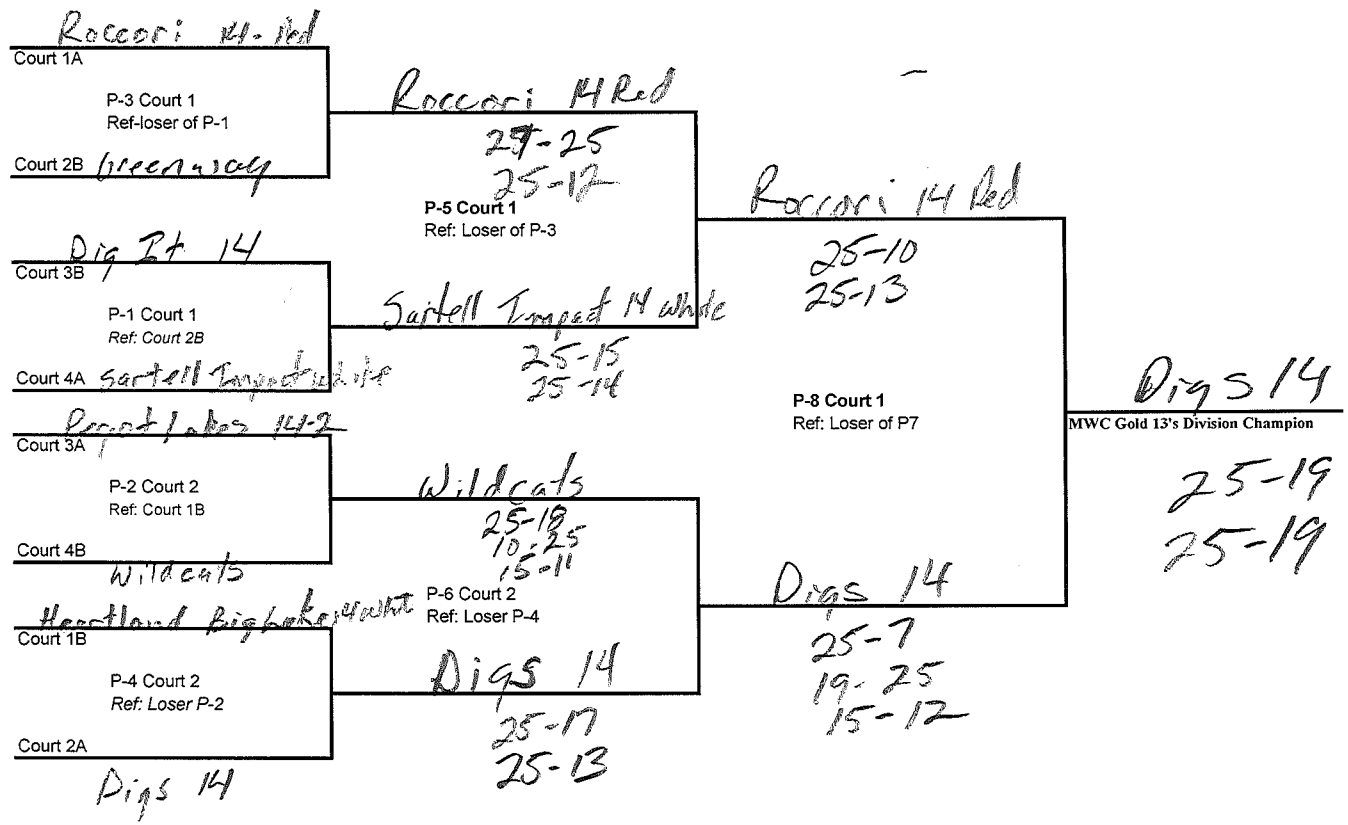 Roccori 14-Red
Court 1A
P-3 Court 1
Ref-loser of P-1
Court 2B Greenway
Roccori 14 Red
25-12
P-5 Court 1
Ref: Loser of P-3
Dig It 14
Court 3B
P-1 Court 1
Ref: Court 2B
Court 4A Sartell Impact white
Sartell Impact 14 white
25-15
25-14
Roccori 14 Red
25-10
25-13
Court 3A
P-2 Court 2
Ref: Court 1B
Court 4B
Wildcats
Wildcats
25-18
10-25
15-11
P-6 Court 2
Ref: Loser P-4
Heartland
Court 1B
P-4 Court 2
Ref: Loser P-2
Court 2A
Digs 14
Digs 14
25-17
25-13
Digs 14
25-7
19-25
15-12
P-8 Court 1
Ref: Loser of P7
Digs 14
MWC Gold 13's Division Champion
25-19
25-19